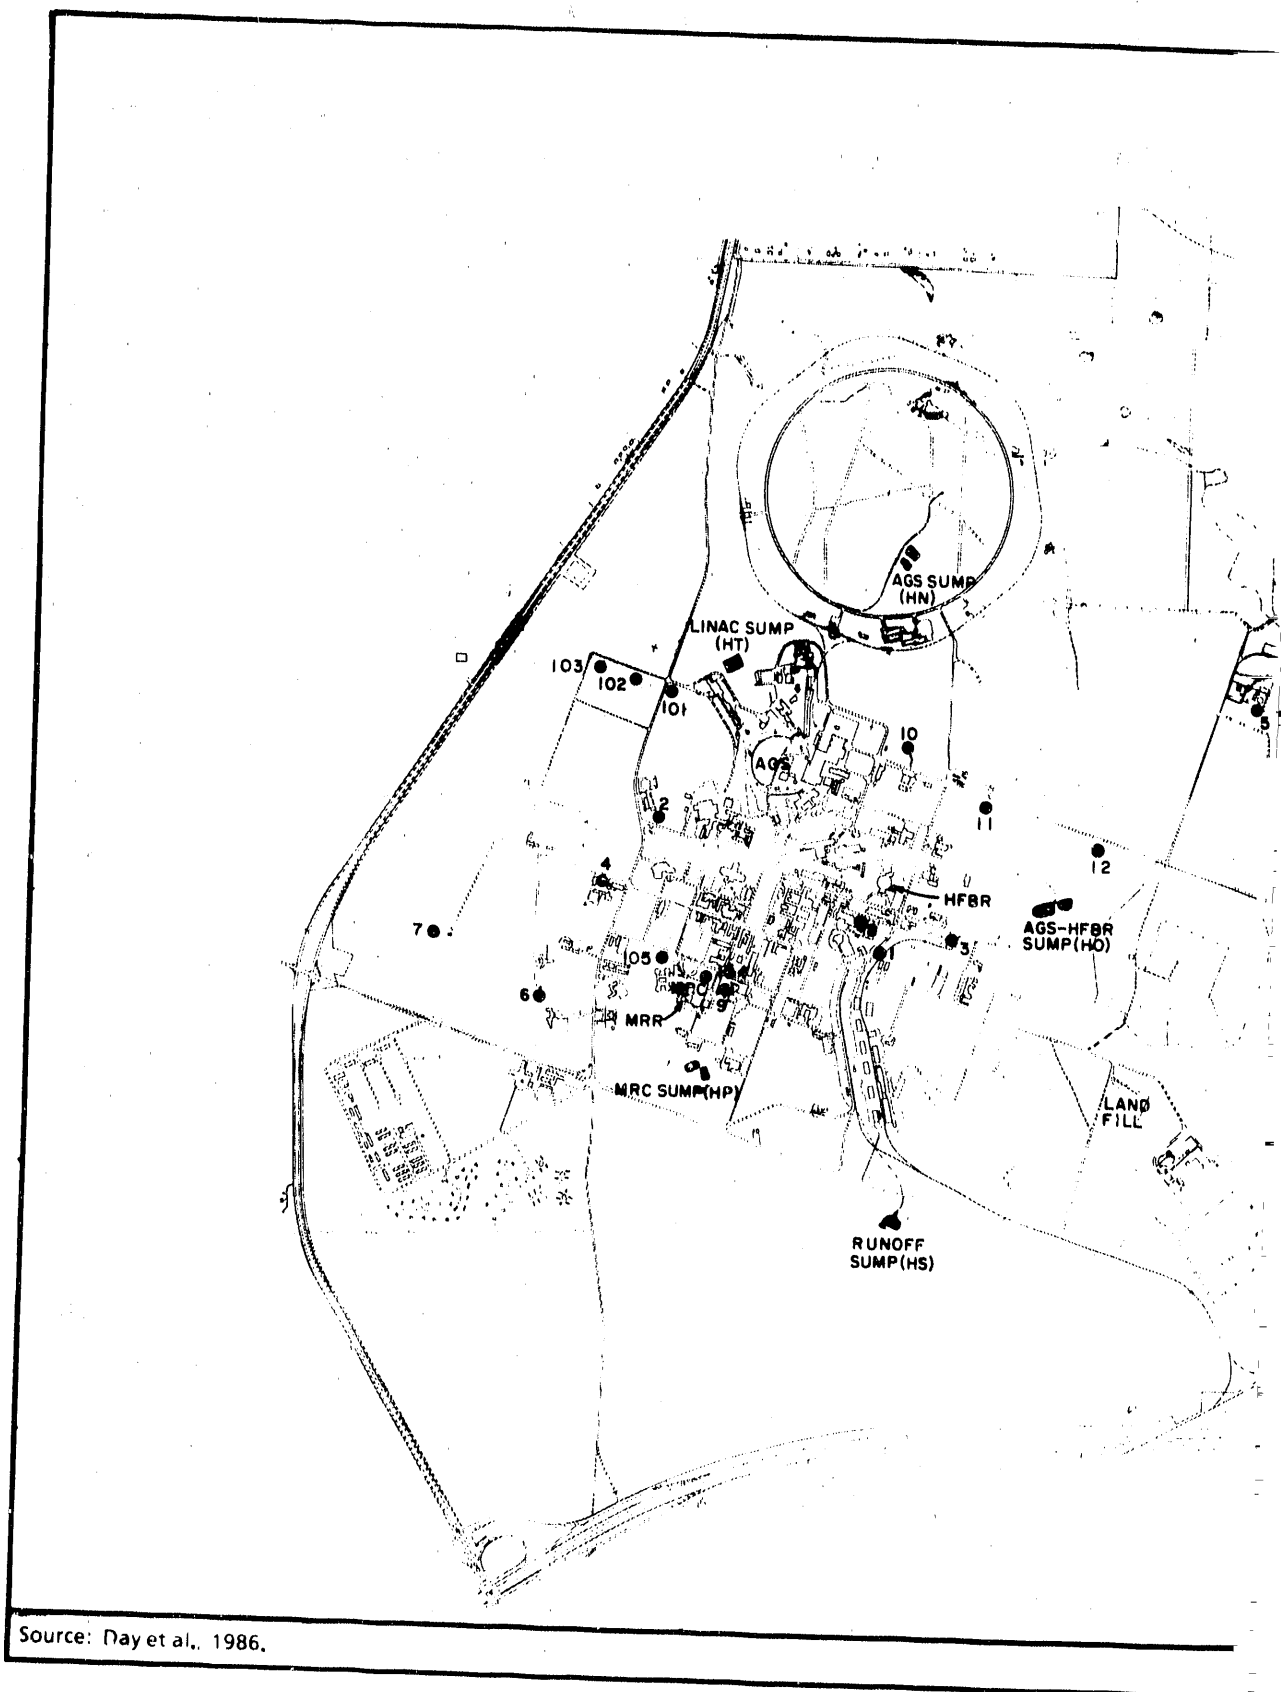 AGS SUMP
(HN)
LINAC SUMP
(HT)
103
102
101
10
AGS
2
11
12
4
HFBR
7
AGS-HFBR
SUMP(HO)
3
1
105
6
9
MRR
MRC SUMP(HP)
LAND
FILL
RUNOFF
SUMP(HS)
5
Source: Day et al., 1986.